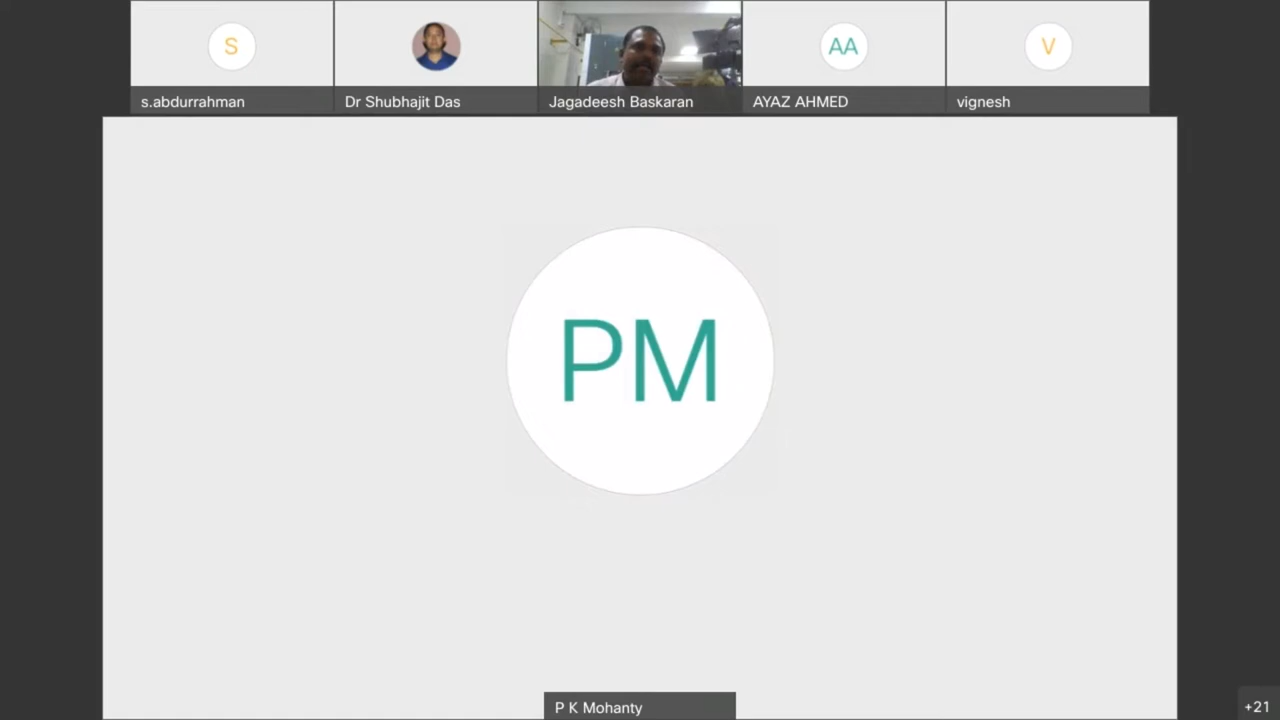 S
AA
V
s.abdurrahman
Dr Shubhajit Das
Jagadeesh Baskaran
AYAZ AHMED
vignesh
PM
P K Mohanty
+21